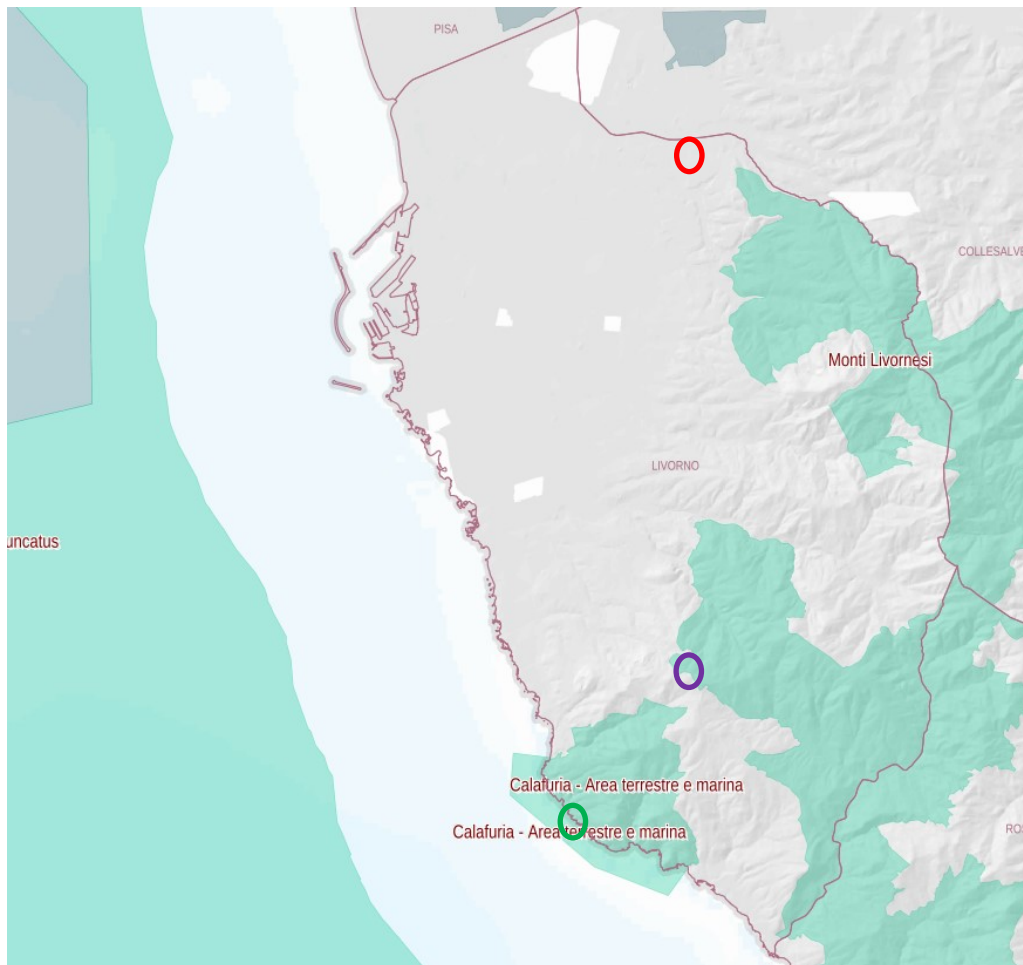 PISA
COLLESALVE
Monti Livornesi
LIVORNO
uncatus
Calafuria - Area terrestre e marina
Calafuria - Area terrestre e marina
ROS